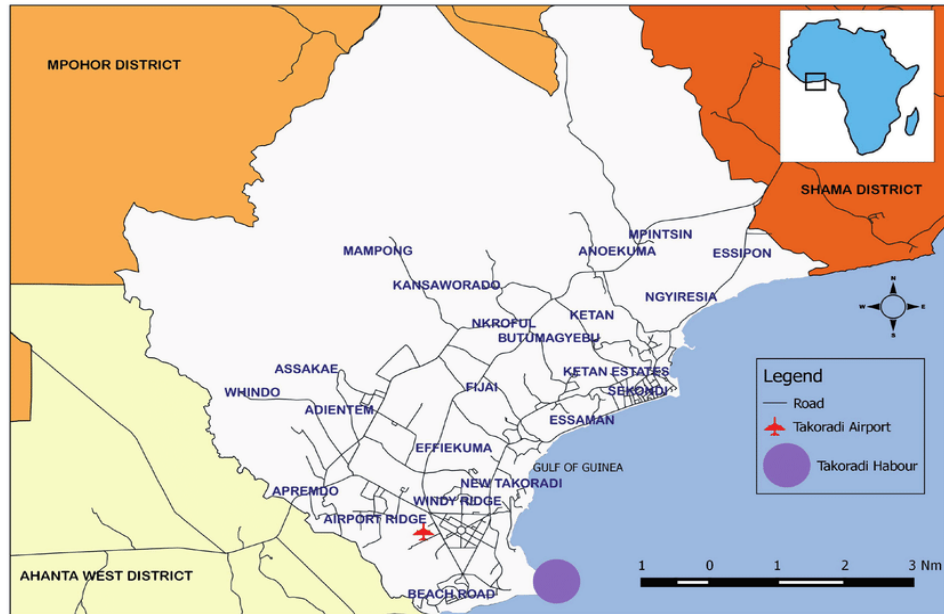 MPOHOR DISTRICT
SHAMA DISTRICT
MPINTSIN
MAMPONG
ANOEKUMA
ESSIPON
KANSAWORADO
NGYIRESIA
KETAN
NKROFUL
BUTUMAGYEBU
ASSAKAE
KETAN ESTATES
WHINDO
FIJAI
SEKONDI
ADIENTEM
ESSAMAN
EFFIEKUMA
GULF OF GUINEA
NEW TAKORADI
APREMDO
WINDY RIDGE
AIRPORT RIDGE
AHANTA WEST DISTRICT
BEACH ROAD
N
W E
S
Legend
Road
Takoradi Airport
Takoradi Habour
1 0 1 2 3 Nm